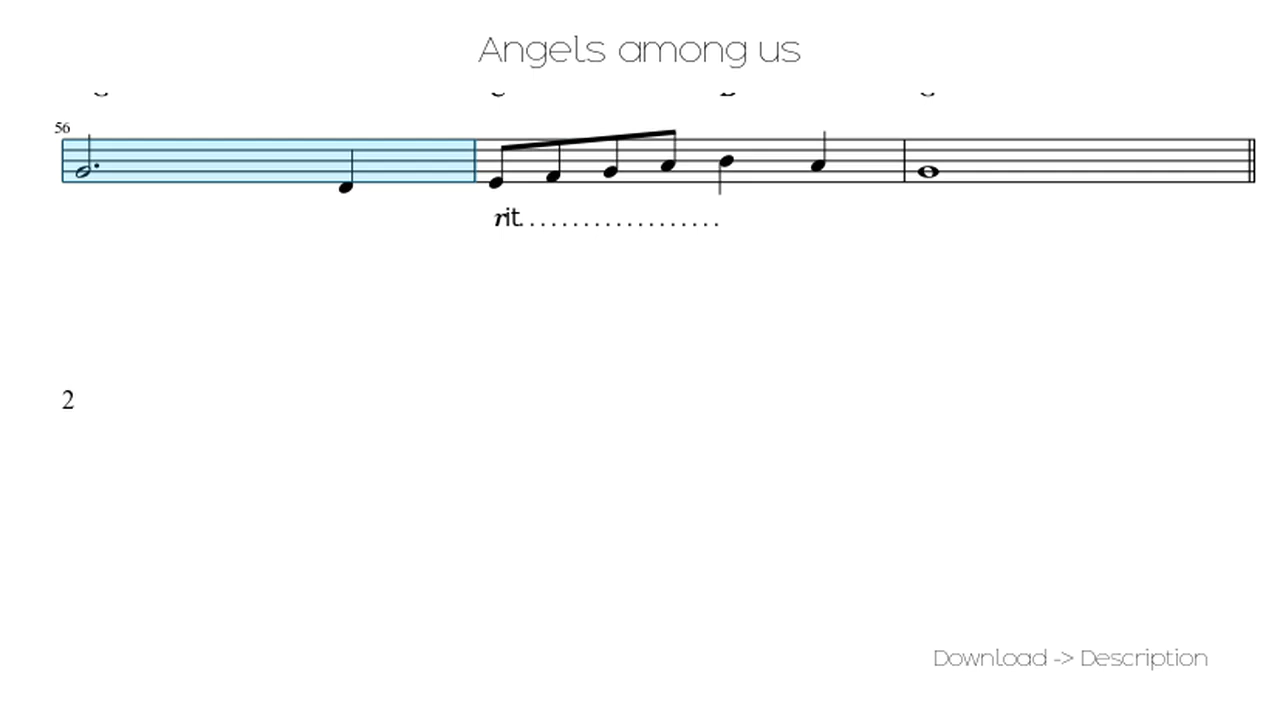 Angels among us
56
rit..................
2
Download -> Description